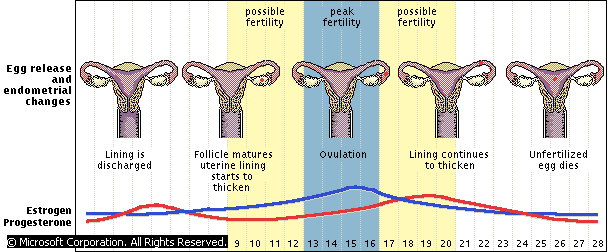 possible
fertility
peak
fertility
possible
fertility
Egg release
and
endometrial
changes
Lining is
discharged
Follicle matures
uterine lining
starts to
thicken
Ovulation
Lining continues
to thicken
Unfertilized
egg dies
Estrogen
Progesterone
© Microsoft Corporation. All Rights Reserved.
9 10 11 12 13 14 15 16 17 18 19 20 21 22 23 24 25 26 27 28